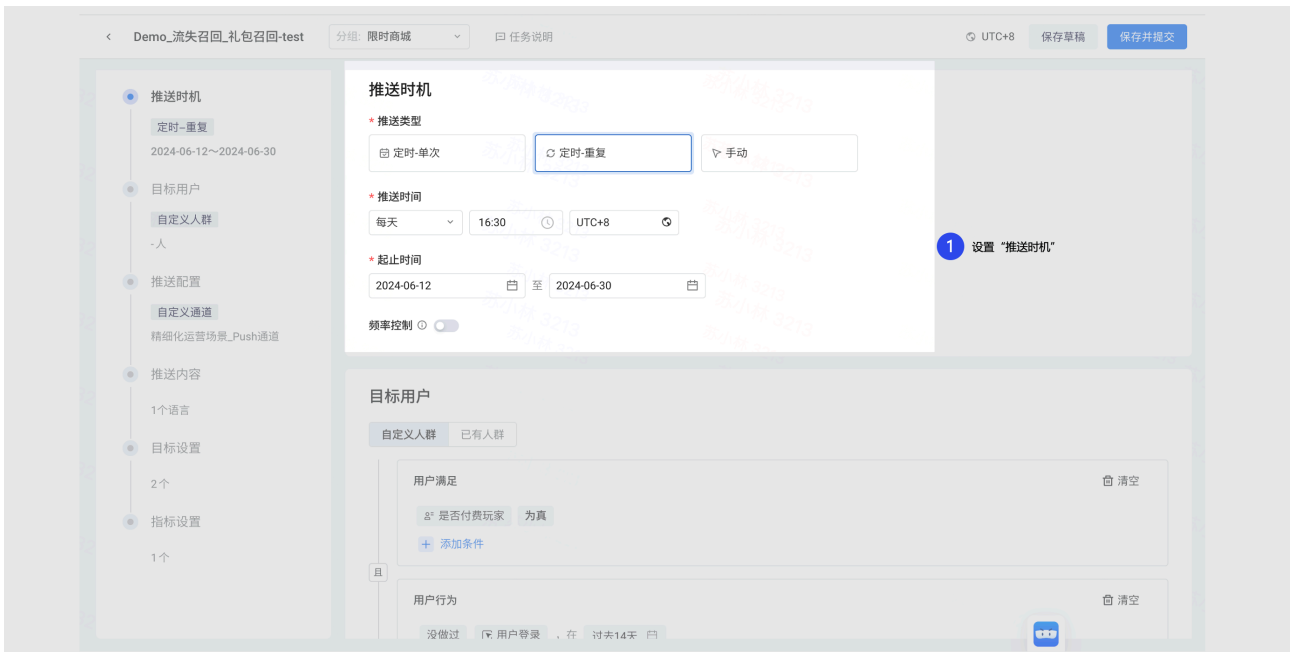 Demo_流失召回_礼包召回-test
分组: 限时商城
任务说明
UTC+8
保存草稿
保存并提交
推送时机
定时-重复
2024-06-12～2024-06-30
目标用户
自定义人群
-人
推送配置
自定义通道
精细化运营场景_Push通道
推送内容
1个语言
目标设置
2个
指标设置
1个
推送时机
* 推送类型
定时-单次
定时-重复
手动
* 推送时间
每天
16:30
UTC+8
* 起止时间
2024-06-12 至 2024-06-30
频率控制
1 设置“推送时机”
目标用户
自定义人群
已有人群
用户满足
清空
是否付费玩家 为真
+ 添加条件
且
用户行为
清空
没做过 用户登录 , 在 过去14天